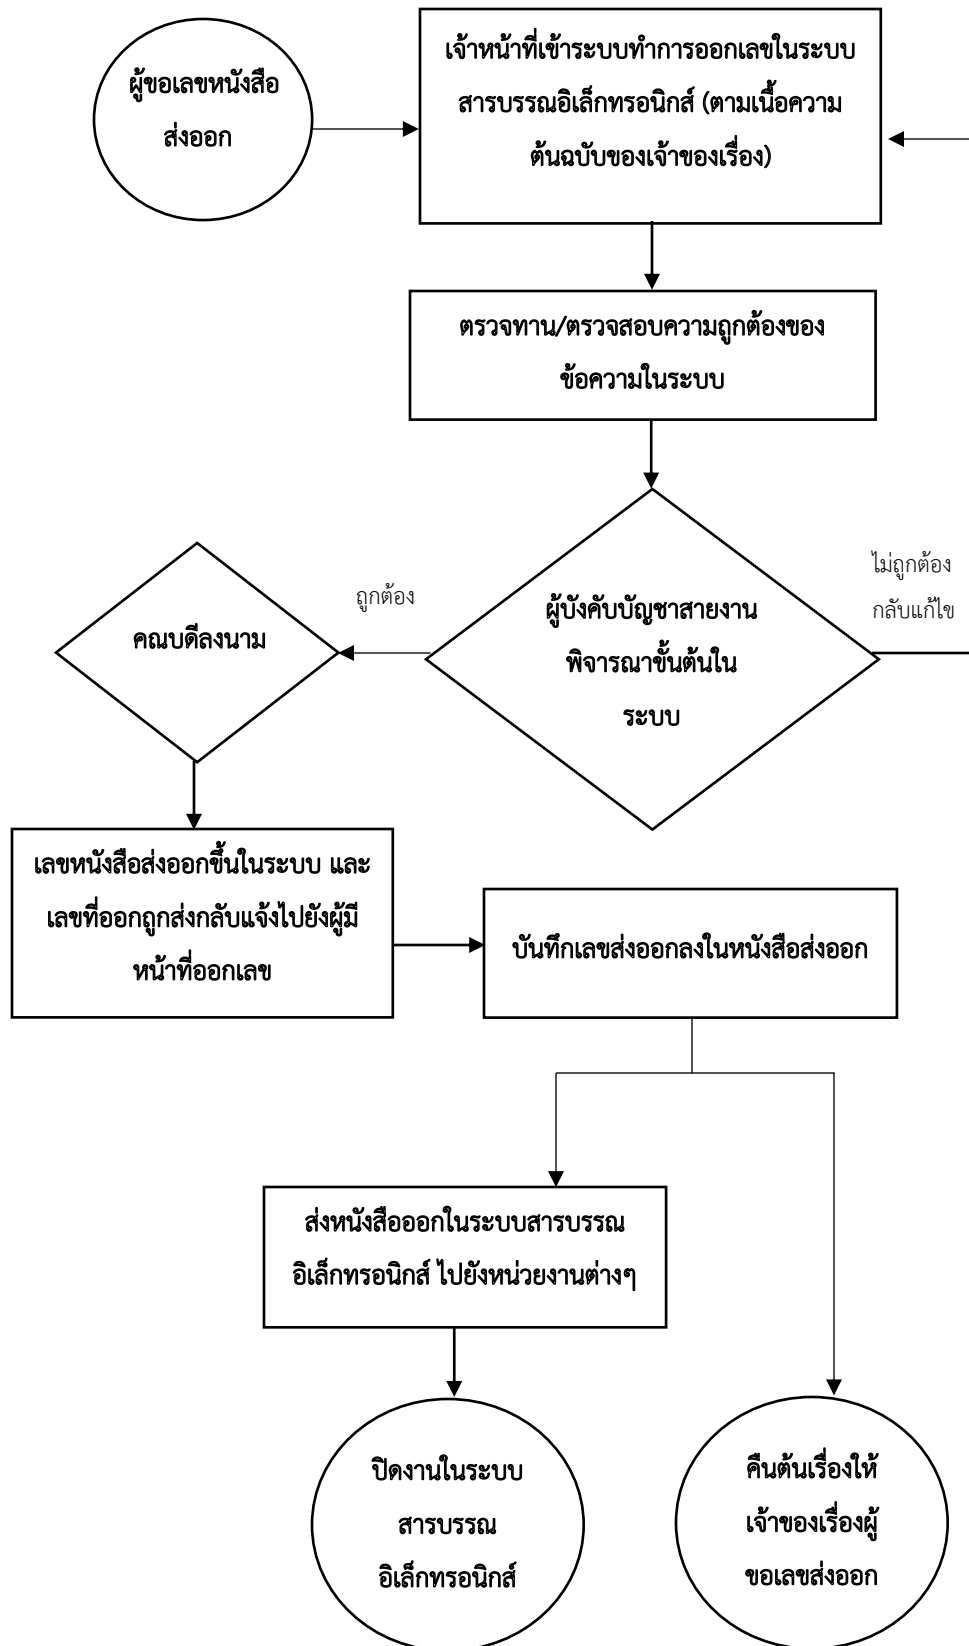 ผู้ขอเลขหนังสือ
ส่งออก
เจ้าหน้าที่เข้าระบบทำการออกเลขในระบบ
สารบรรณอิเล็กทรอนิกส์ (ตามเนื้อความ
ต้นฉบับของเจ้าของเรื่อง)
ตรวจทาน/ตรวจสอบความถูกต้องของ
ข้อความในระบบ
ผู้บังคับบัญชาสายงาน
พิจารณาขั้นต้นใน
ระบบ
ไม่ถูกต้อง
กลับแก้ไข
ถูกต้อง
คณบดีลงนาม
เลขหนังสือส่งออกขึ้นในระบบ และ
เลขที่ออกถูกส่งกลับแจ้งไปยังผู้มี
หน้าที่ออกเลข
บันทึกเลขส่งออกลงในหนังสือส่งออก
ส่งหนังสือออกในระบบสารบรรณ
อิเล็กทรอนิกส์ ไปยังหน่วยงานต่างๆ
ปิดงานในระบบ
สารบรรณ
อิเล็กทรอนิกส์
คืนต้นเรื่องให้
เจ้าของเรื่องผู้
ขอเลขส่งออก